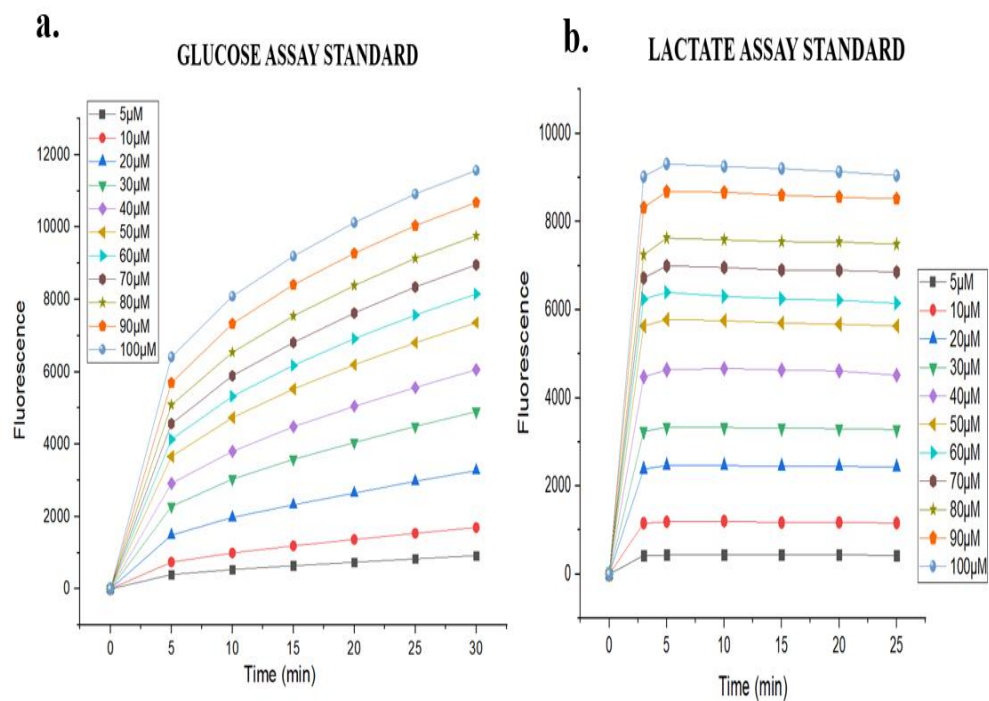 a.
GLUCOSE ASSAY STANDARD
5µM
10µM
20µM
30µM
40µM
50µM
60µM
70µM
80µM
90µM
100µM
12000
10000
8000
6000
4000
2000
0
Fluorescence
0 5 10 15 20 25 30
Time (min)
b.
LACTATE ASSAY STANDARD
10000
8000
6000
4000
2000
0
Fluorescence
5µM
10µM
20µM
30µM
40µM
50µM
60µM
70µM
80µM
90µM
100µM
0 5 10 15 20 25
Time (min)